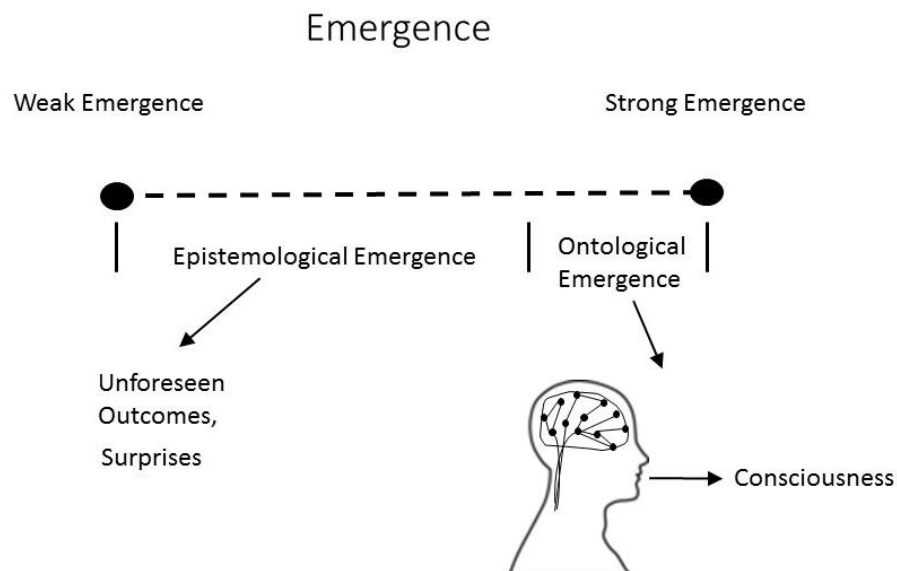 Emergence
Weak Emergence
Strong Emergence
Epistemological Emergence
Ontological
Emergence
Unforeseen
Outcomes,
Surprises
Consciousness